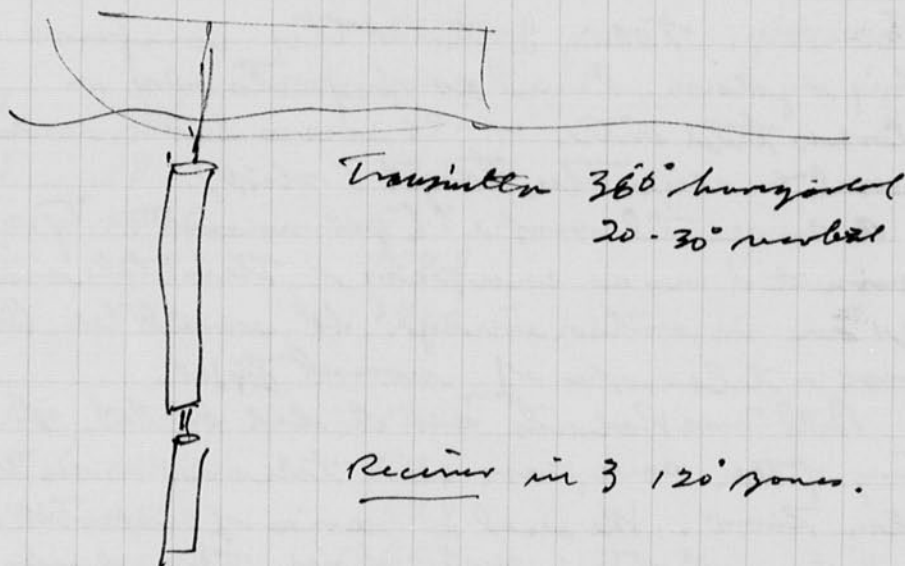 Transmitter 360° horizontal
20-30° vertical
Receiver in 3 120° zones.